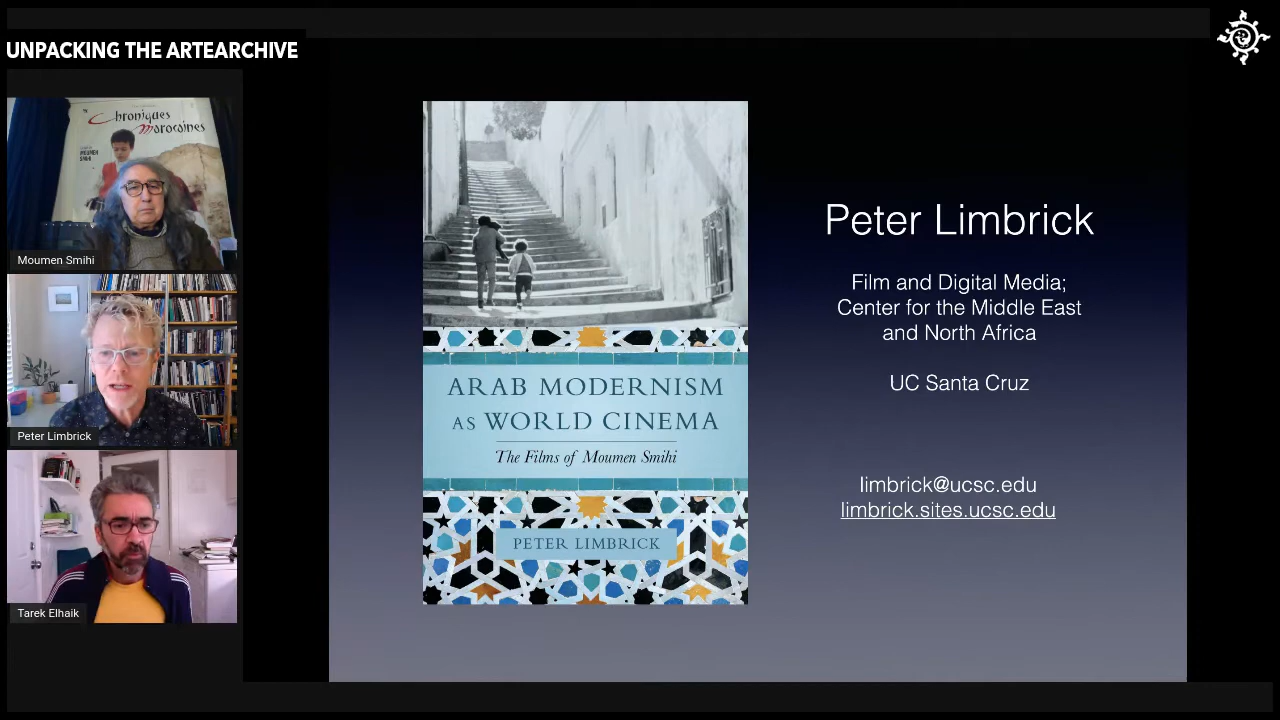 UNPACKING THE ARTEARCHIVE
Chroniques
Marocaines
MOUMEN
SMIHI
Moumen Smihi
Peter Limbrick
Tarek Elhaik
ARAB MODERNISM
AS WORLD CINEMA
The Films of Moumen Smihi
PETER LIMBRICK
Peter Limbrick
Film and Digital Media;
Center for the Middle East
and North Africa
UC Santa Cruz
limbrick@ucsc.edu
limbrick.sites.ucsc.edu